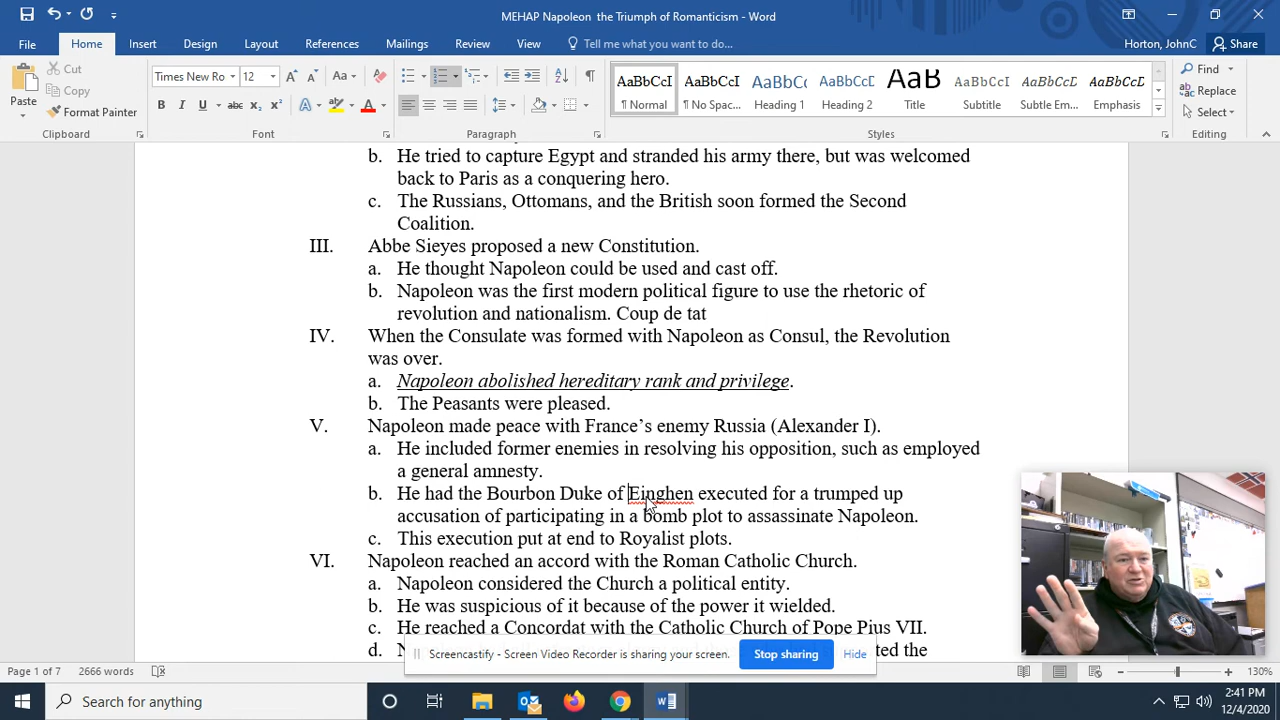 MEHAP Napoleon  the Triumph of Romanticism - Word
File Home Insert Design Layout References Mailings Review View Tell me what you want to do... Horton, JohnC Share
Paste Cut Copy Format Painter
Clipboard
Times New Ro 12 Aa
B I U abc x₂ x² A A
Font
Paragraph
AaBbCcI ¶ Normal
AaBbCcI ¶ No Spac...
AaBbCc Heading 1
AaBbCcI Heading 2
AaB Title
AaBbCcI Subtitle
AaBbCcI Subtle Em...
AaBbCcI Emphasis
Styles
Find
Replace
Select
Editing
b. He tried to capture Egypt and stranded his army there, but was welcomed
back to Paris as a conquering hero.
c. The Russians, Ottomans, and the British soon formed the Second
Coalition.
III. Abbe Sieyes proposed a new Constitution.
a. He thought Napoleon could be used and cast off.
b. Napoleon was the first modern political figure to use the rhetoric of
revolution and nationalism. Coup de tat
IV. When the Consulate was formed with Napoleon as Consul, the Revolution
was over.
a. Napoleon abolished hereditary rank and privilege.
b. The Peasants were pleased.
V. Napoleon made peace with France’s enemy Russia (Alexander I).
a. He included former enemies in resolving his opposition, such as employed
a general amnesty.
b. He had the Bourbon Duke of Einghen executed for a trumped up
accusation of participating in a bomb plot to assassinate Napoleon.
c. This execution put at end to Royalist plots.
VI. Napoleon reached an accord with the Roman Catholic Church.
a. Napoleon considered the Church a political entity.
b. He was suspicious of it because of the power it wielded.
c. He reached a Concordat with the Catholic Church of Pope Pius VII.
d. the
Screencastify - Screen Video Recorder is sharing your screen. Stop sharing Hide
Page 1 of 7 2666 words 130%
Search for anything
2:41 PM
12/4/2020